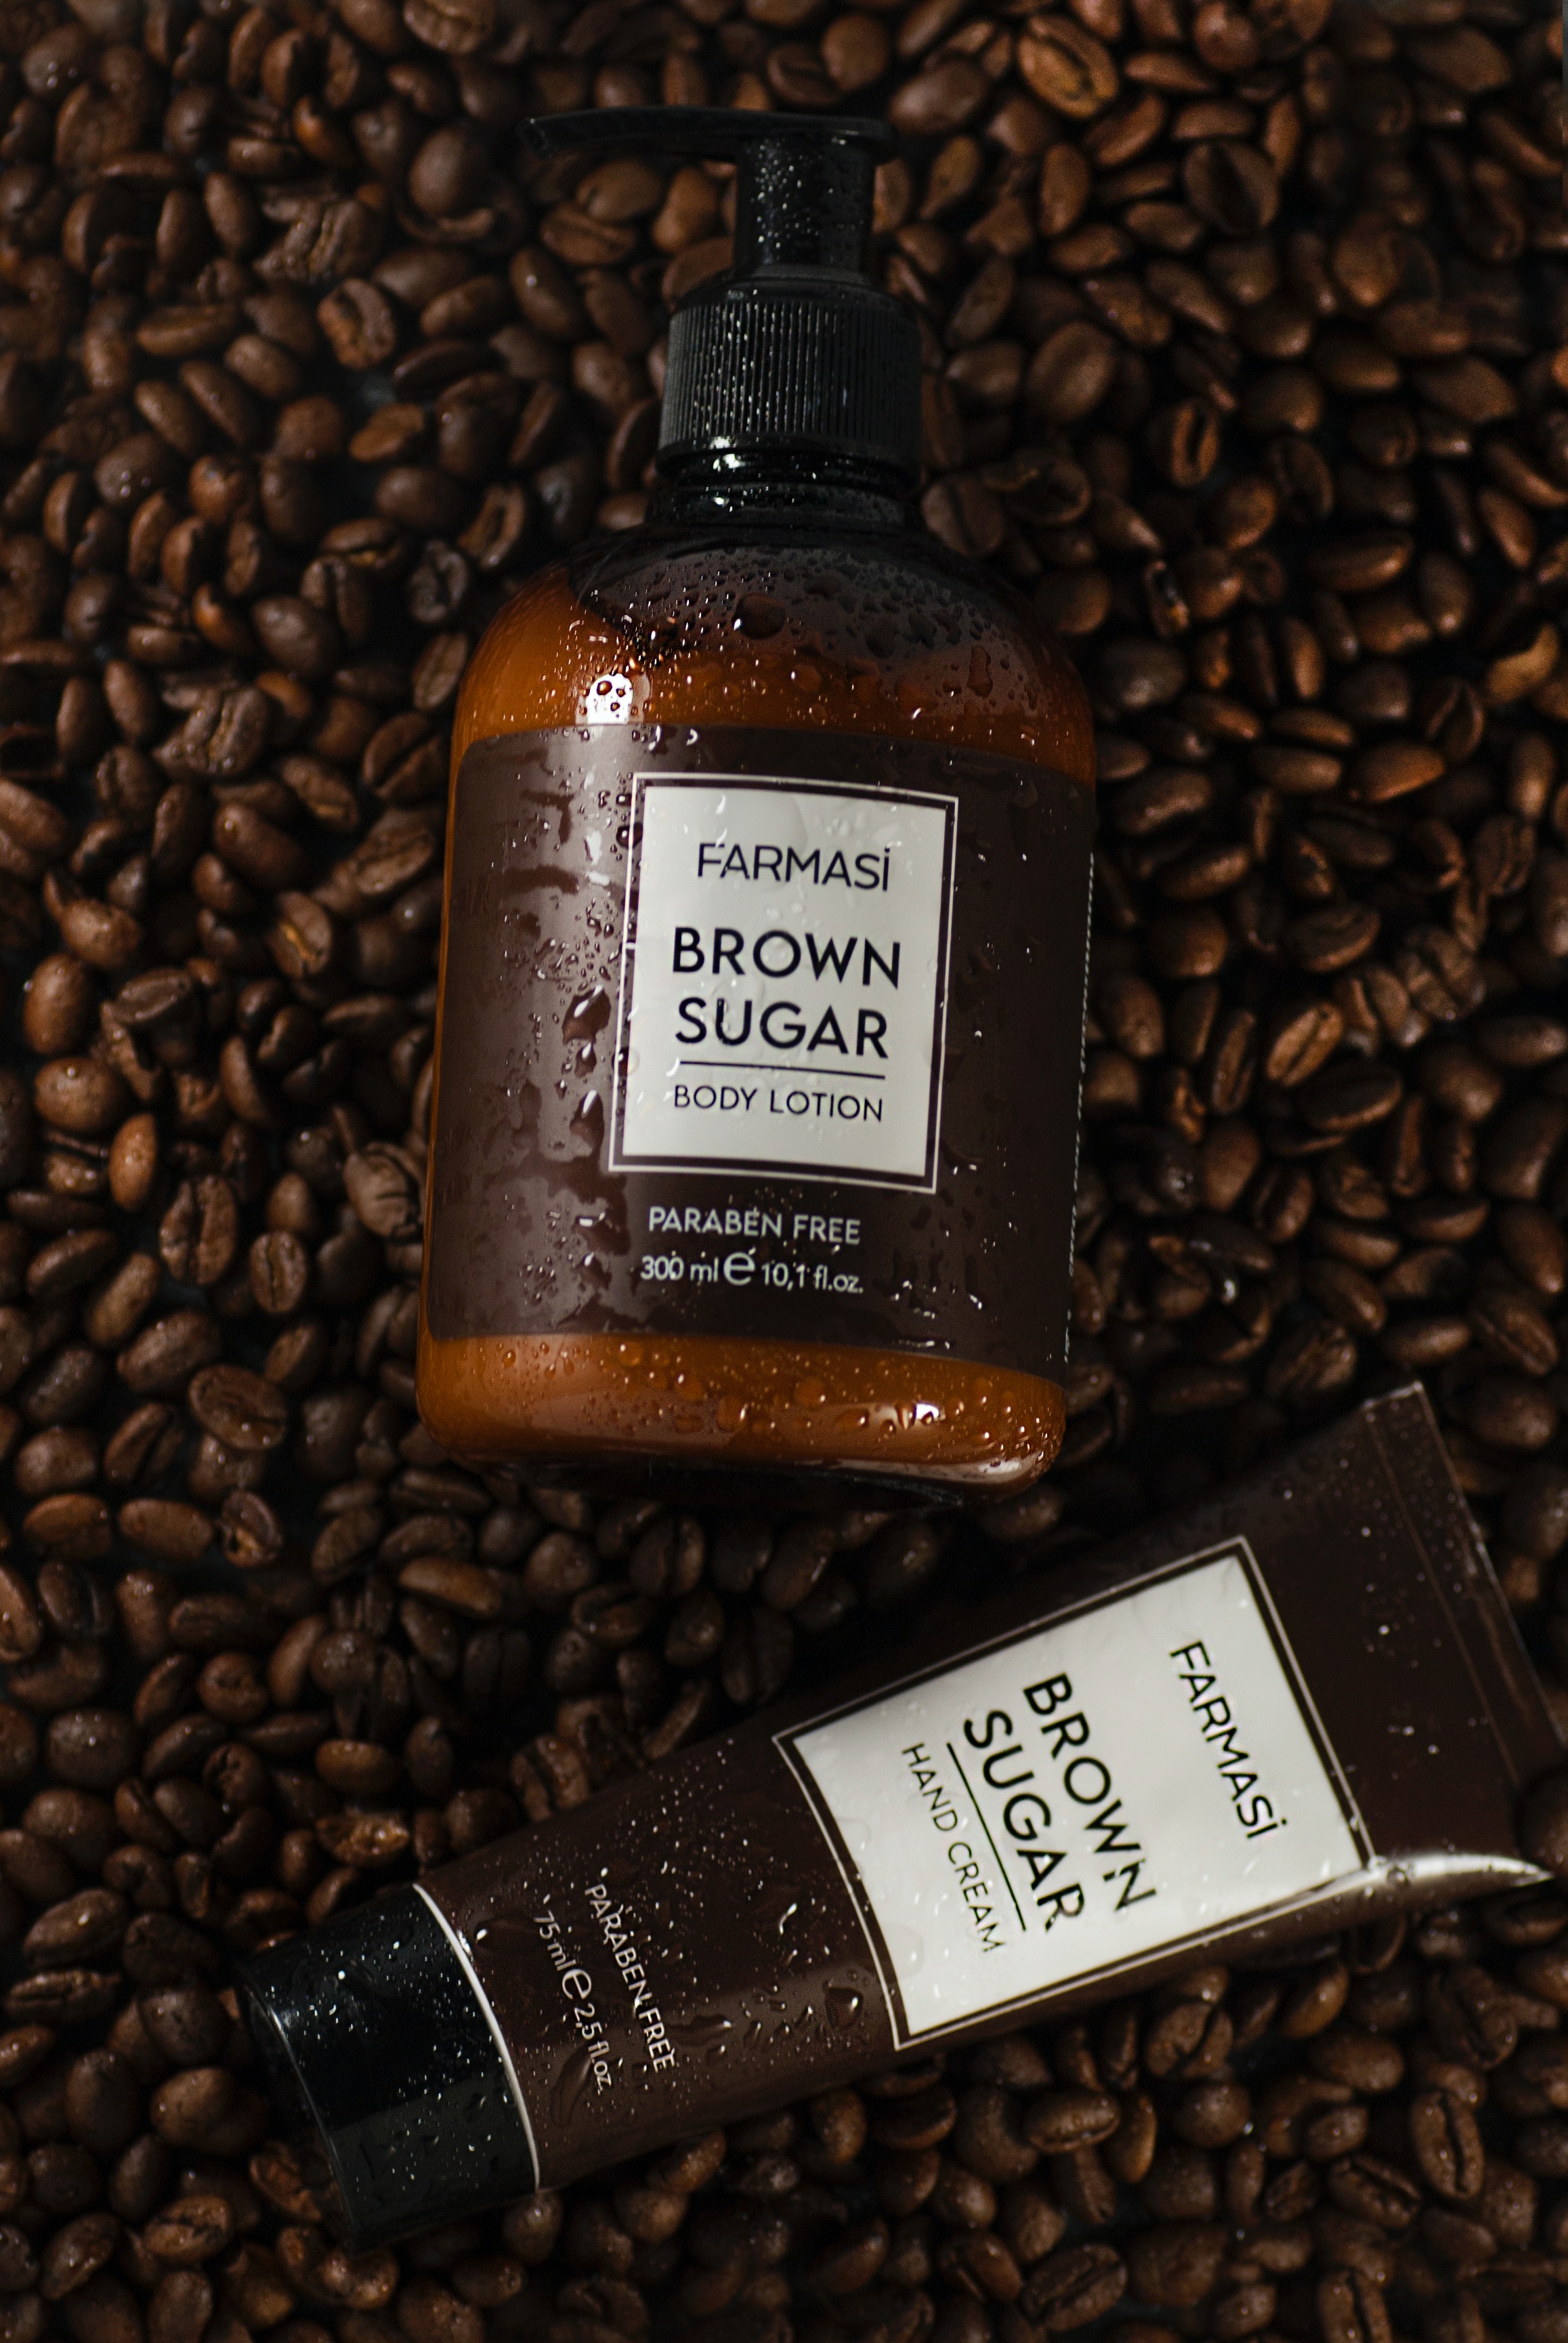 FARMASİ
BROWN
SUGAR
BODY LOTION
PARABEN FREE
300 ml e 10,1 fl.oz.
FARMASİ
BROWN
SUGAR
HAND CREAM
PARABEN FREE
75 ml e 2,5 fl.oz.